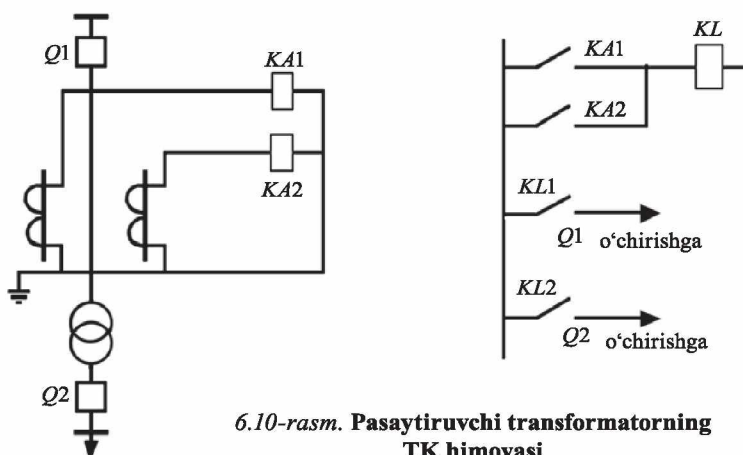 Q1
KA1
KA2
Q2
KA1
KL
KA2
KL1
Q1 o‘chirishga
KL2
Q2 o‘chirishga
6.10-rasm. Pasaytiruvchi transformatorning
TK himoyasi